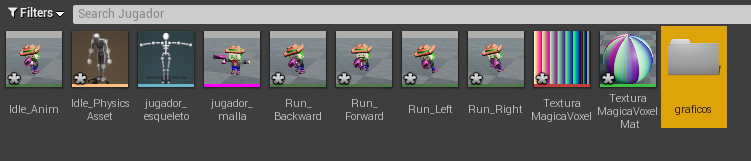 Filters
Search Jugador
Idle_Anim
Idle_Physics
Asset
jugador_
esqueleto
jugador_
malla
Run_
Backward
Run_
Forward
Run_Left
Run_Right
Textura
MagicaVoxel
Textura
MagicaVoxel
Mat
graficos